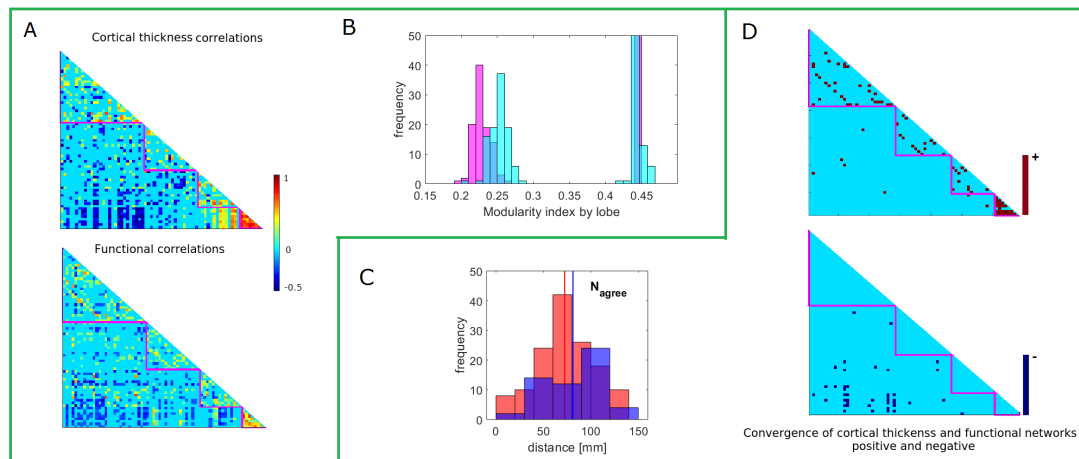 A
Cortical thickness correlations
1
0
-0.5
Functional correlations
B
50
40
30
20
10
0
frequency
0.15 0.2 0.25 0.3 0.35 0.4 0.45
Modularity index by lobe
C
50
40
30
20
10
0
frequency
N agree
0 50 100 150
distance [mm]
D
+
-
Convergence of cortical thickenss and functional networks
positive and negative